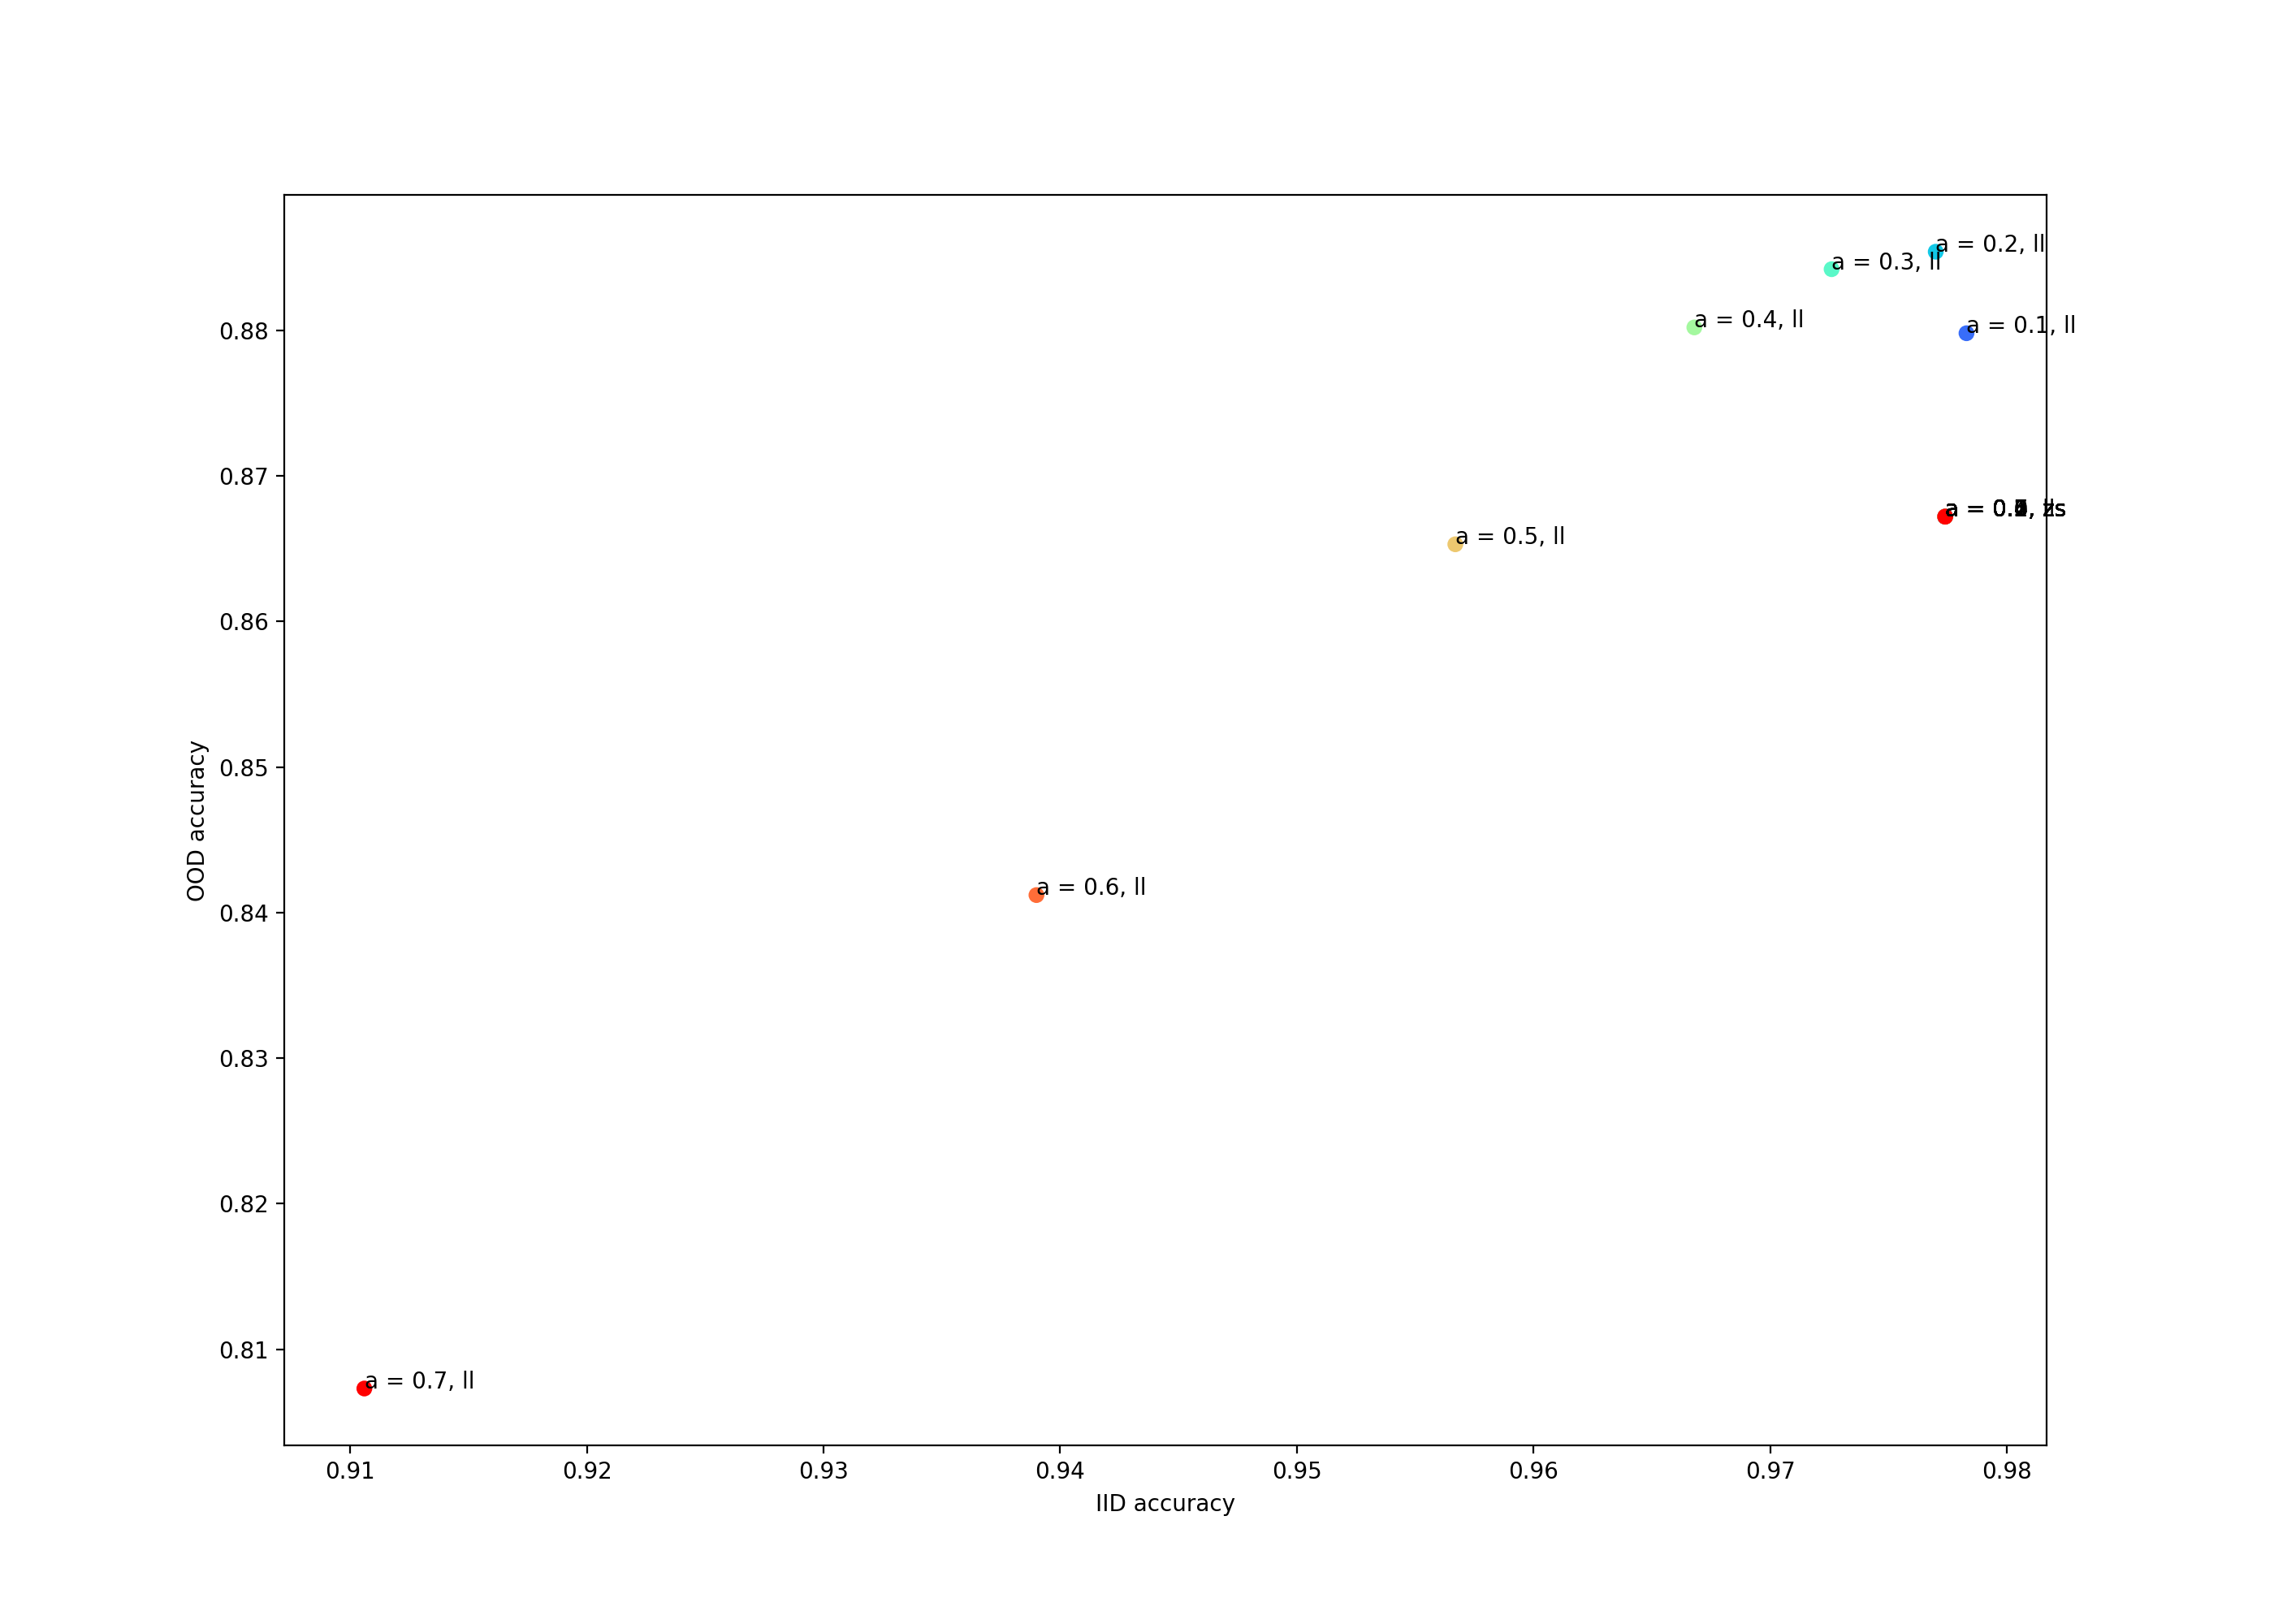 a = 0.2, ll
a = 0.3, ll
a = 0.4, ll
a = 0.1, ll
a = 0.5, ll
a = 0.6, ll
a = 0.7, ll
0.88
0.87
0.86
0.85
0.84
0.83
0.82
0.81
OOD accuracy
0.91 0.92 0.93 0.94 0.95 0.96 0.97 0.98
IID accuracy